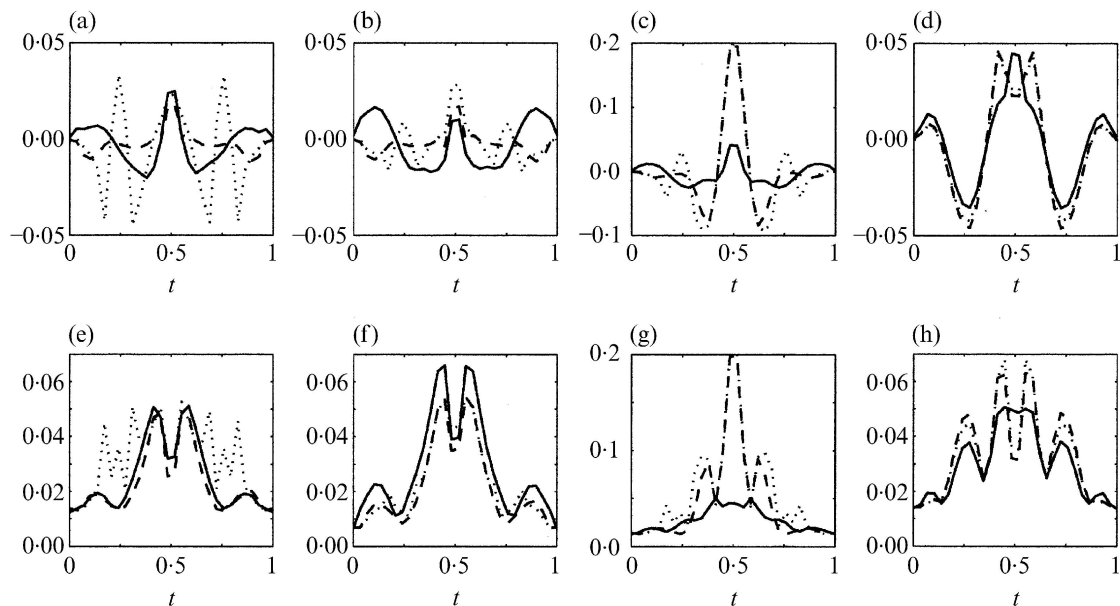 (a) (b) (c) (d)
0·05 0·05 0·2 0·05
0·1
0·00 0·00 0·00
0·0
−0·05 −0·05 −0·1 −0·05
0 0·5 1 0 0·5 1 0 0·5 1 0 0·5 1
t t t t
(e) (f) (g) (h)
0·06 0·06 0·2 0·06
0·04 0·04 0·04
0·1
0·02 0·02 0·02
0·00 0·00 0·0 0·00
0 0·5 1 0 0·5 1 0 0·5 1 0 0·5 1
t t t t